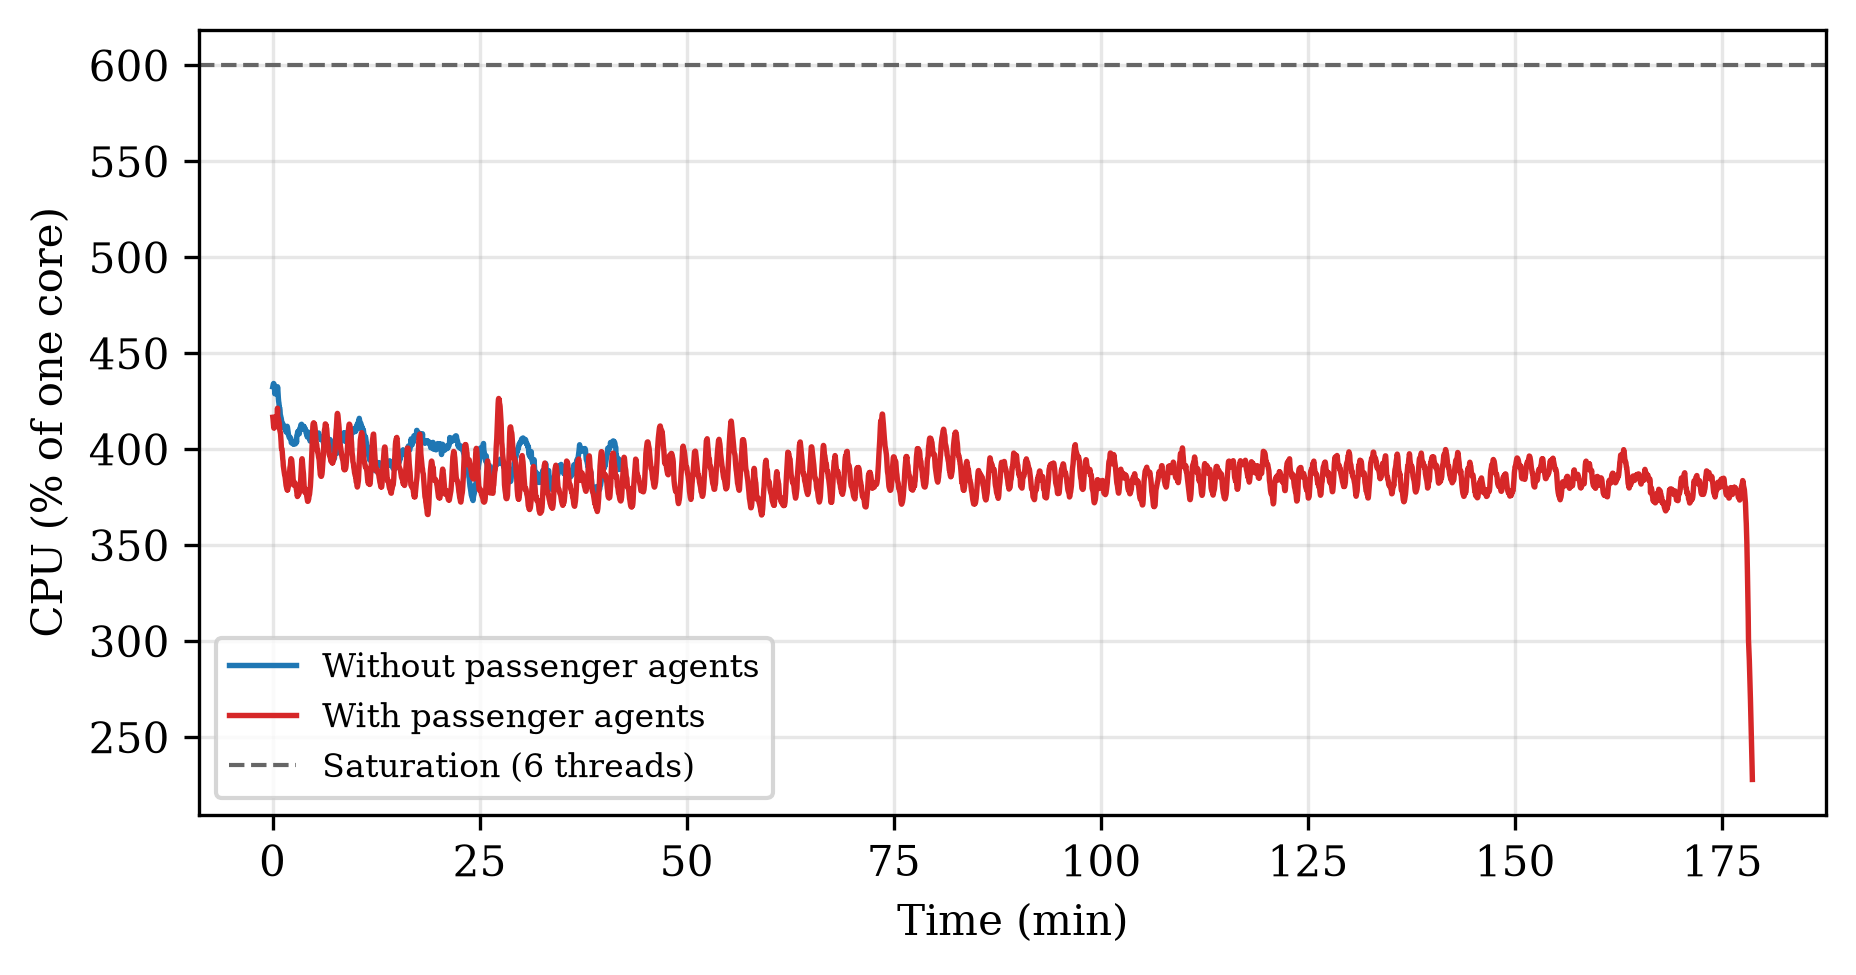 600
550
500
450
400
350
300
250
CPU (% of one core)
Without passenger agents
With passenger agents
Saturation (6 threads)
0 25 50 75 100 125 150 175
Time (min)